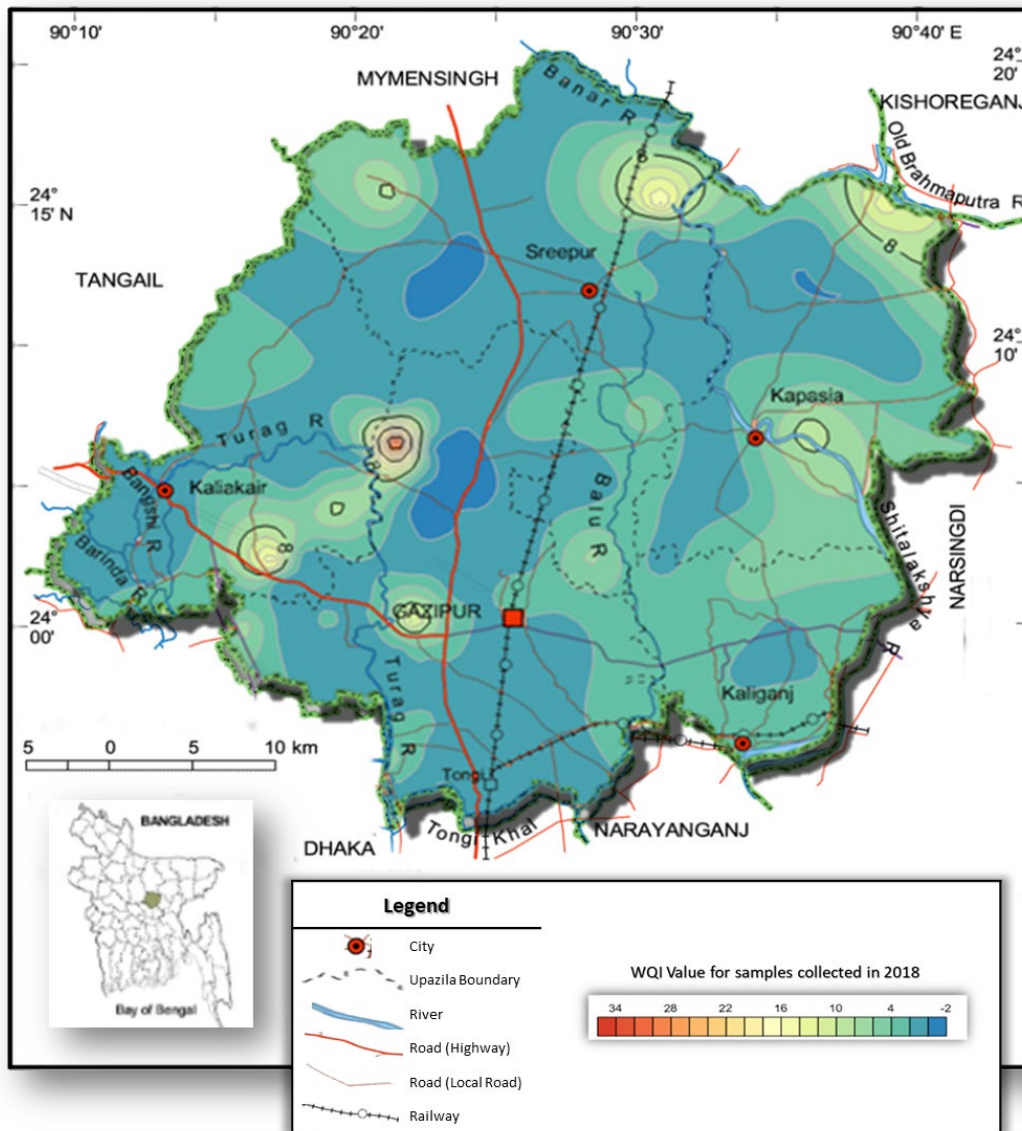 90°10'
90°20'
90°30'
90°40' E
24°
20'
MYMENSINGH
Banar R
KISHOREGANJ
Old Brahmaputra R
8
24°
15' N
8
Sreepur
TANGAIL
24°
10'
Kapasia
Turag R
8
Kaliakair
Bangshi R
Balu R
Shitalakshya R
NARSINGDI
Barinda R
8
24°
00'
GAZIPUR
Turag R
Kaliganj
5 0 5 10 km
Tongi
Tongi Khal
NARAYANGANJ
DHAKA
BANGLADESH
Bay of Bengal
Legend
City
Upazila Boundary
River
Road (Highway)
Road (Local Road)
Railway
WQI Value for samples collected in 2018
34 28 22 16 10 4 -2